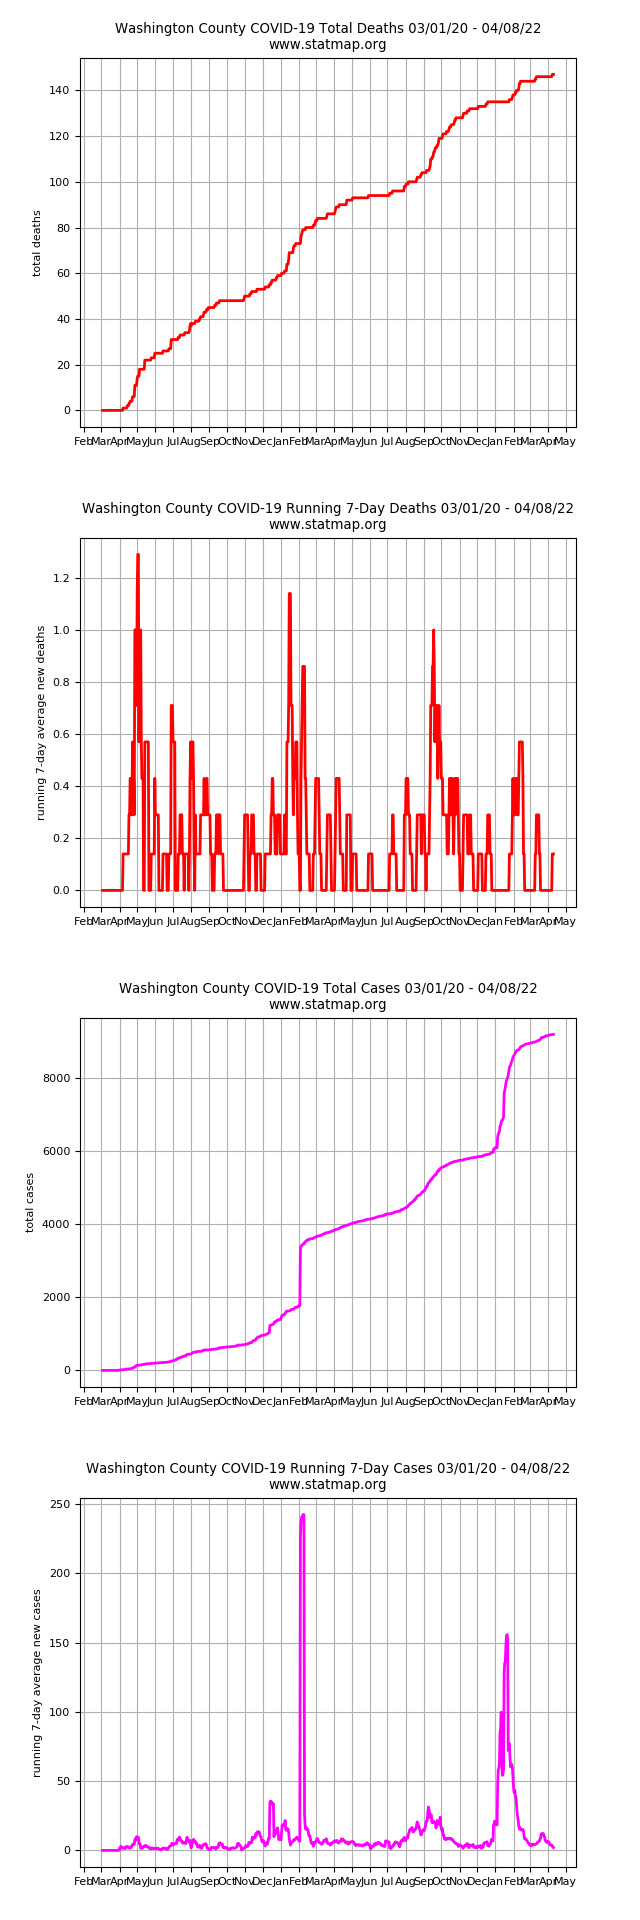 Washington County COVID-19 Total Deaths 03/01/20 - 04/08/22
www.statmap.org
140
120
100
80
60
40
20
0
total deaths
Feb Mar Apr May Jun Jul Aug Sep Oct Nov Dec Jan Feb Mar Apr May Jun Jul Aug Sep Oct Nov Dec Jan Feb Mar Apr May
Washington County COVID-19 Running 7-Day Deaths 03/01/20 - 04/08/22
www.statmap.org
1.2
1.0
0.8
0.6
0.4
0.2
0.0
running 7-day average new deaths
Feb Mar Apr May Jun Jul Aug Sep Oct Nov Dec Jan Feb Mar Apr May Jun Jul Aug Sep Oct Nov Dec Jan Feb Mar Apr May
Washington County COVID-19 Total Cases 03/01/20 - 04/08/22
www.statmap.org
8000
6000
4000
2000
0
total cases
Feb Mar Apr May Jun Jul Aug Sep Oct Nov Dec Jan Feb Mar Apr May Jun Jul Aug Sep Oct Nov Dec Jan Feb Mar Apr May
Washington County COVID-19 Running 7-Day Cases 03/01/20 - 04/08/22
www.statmap.org
250
200
150
100
50
0
running 7-day average new cases
Feb Mar Apr May Jun Jul Aug Sep Oct Nov Dec Jan Feb Mar Apr May Jun Jul Aug Sep Oct Nov Dec Jan Feb Mar Apr May